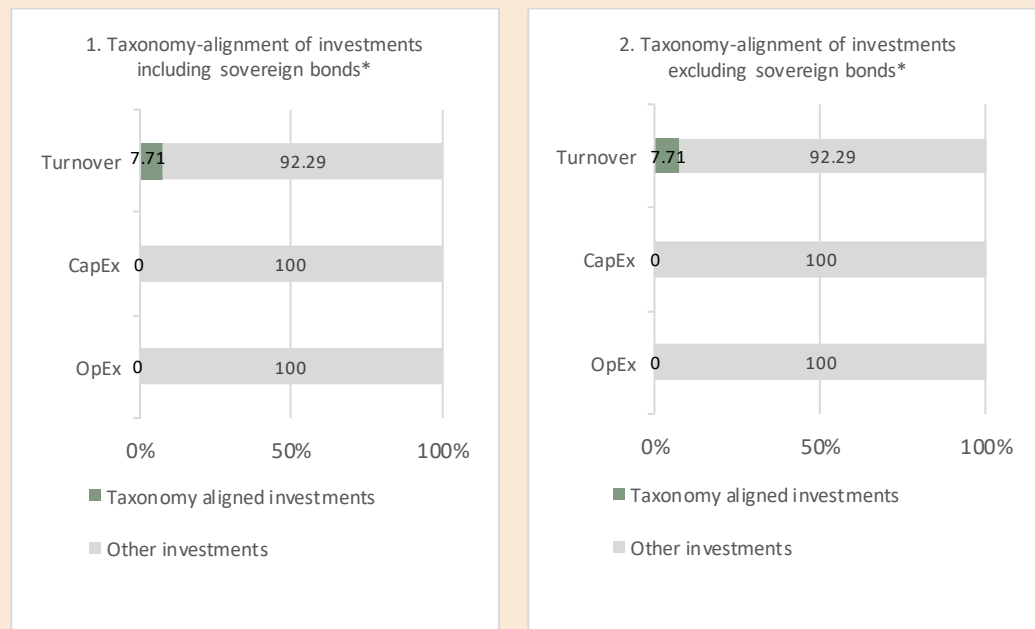 1. Taxonomy-alignment of investments
including sovereign bonds*
Turnover 7.71 92.29
CapEx 0 100
OpEx 0 100
0% 50% 100%
Taxonomy aligned investments
Other investments
2. Taxonomy-alignment of investments
excluding sovereign bonds*
Turnover 7.71 92.29
CapEx 0 100
OpEx 0 100
0% 50% 100%
Taxonomy aligned investments
Other investments